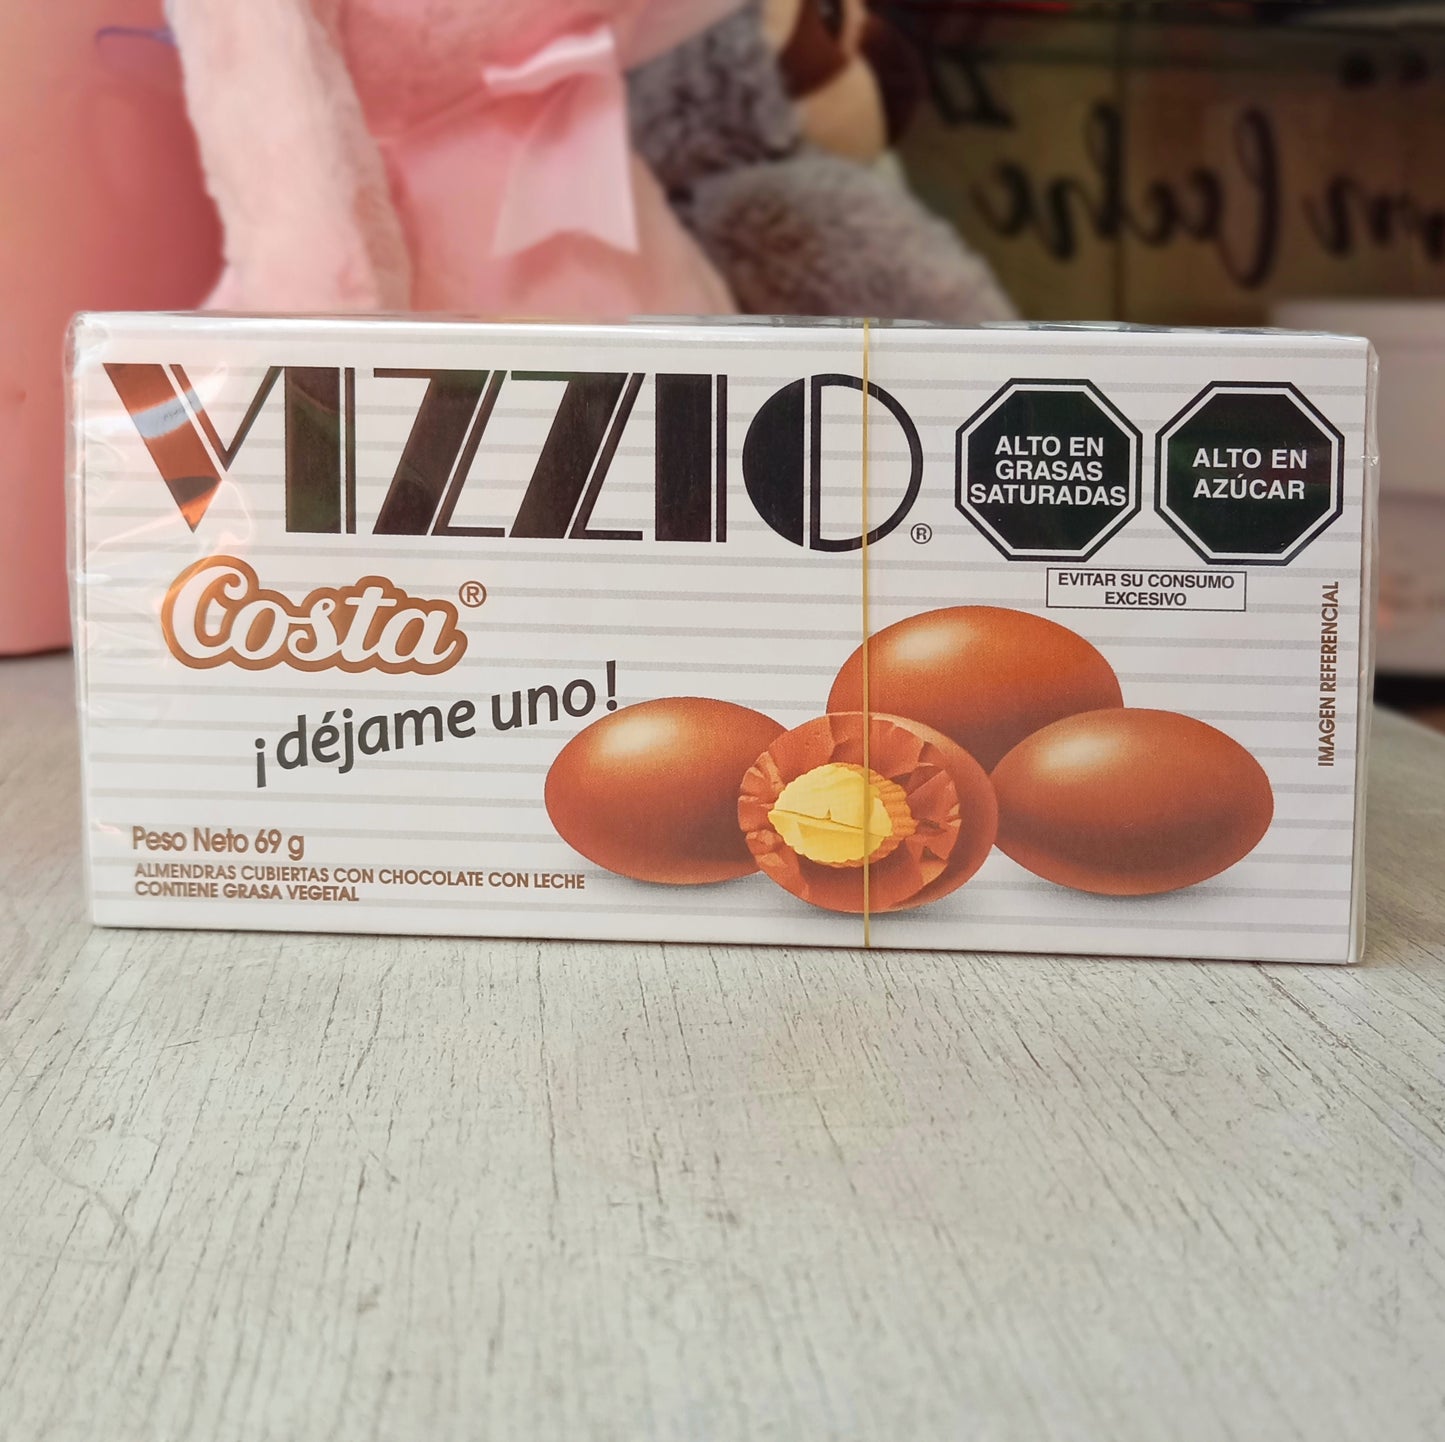 VIZZIO®
ALTO EN
GRASAS
SATURADAS
ALTO EN
AZÚCAR
EVITAR SU CONSUMO
EXCESIVO
IMAGEN REFERENCIAL
Costa®
¡déjame uno!
Peso Neto 69 g
ALMENDRAS CUBIERTAS CON CHOCOLATE CON LECHE
CONTIENE GRASA VEGETAL